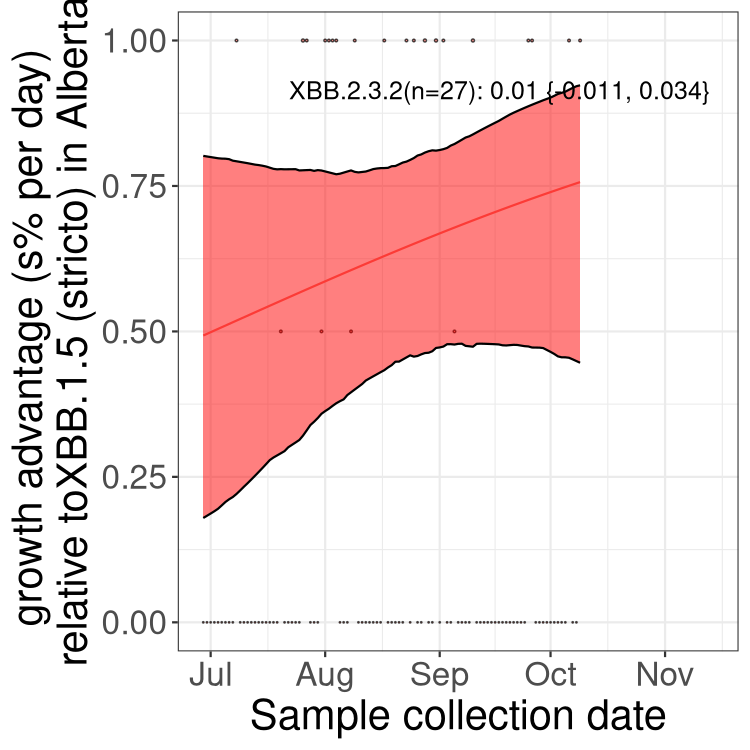 growth advantage (s% per day)
relative toXBB.1.5 (stricto) in Alberta
1.00
0.75
0.50
0.25
0.00
XBB.2.3.2(n=27): 0.01 {-0.011, 0.034}
Jul Aug Sep Oct Nov
Sample collection date